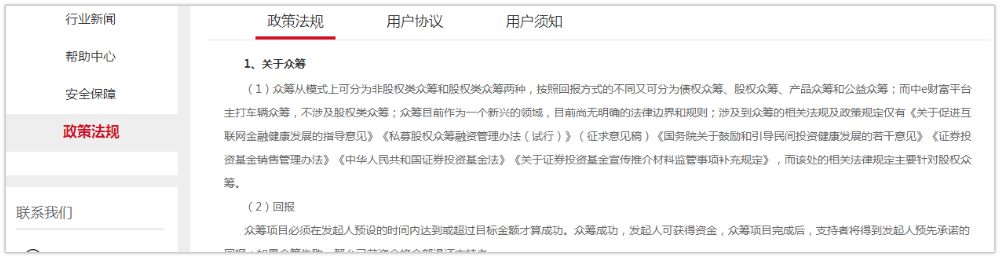 行业新闻
帮助中心
安全保障
政策法规
联系我们
政策法规 用户协议 用户须知
1、关于众筹
（1）众筹从模式上可分为非股权类众筹和股权类众筹两种，按照回报方式的不同又可分为债权众筹、股权众筹、产品众筹和公益众筹；而中e财富平台
主打车辆众筹，不涉及股权类众筹；众筹目前作为一个新兴的领域，目前尚无明确的法律边界和规则；涉及到众筹的相关法规及政策规定仅有《关于促进互
联网金融健康发展的指导意见》《私募股权众筹融资管理办法（试行）》（征求意见稿）《国务院关于鼓励和引导民间投资健康发展的若干意见》《证券投
资基金销售管理办法》《中华人民共和国证券投资基金法》《关于证券投资基金宣传推介材料监管事项补充规定》，而该处的相关法律规定主要针对股权众
筹。
（2）回报
众筹项目必须在发起人预设的时间内达到或超过目标金额才算成功。众筹成功，发起人可获得资金，众筹项目完成后，支持者将得到发起人预先承诺的